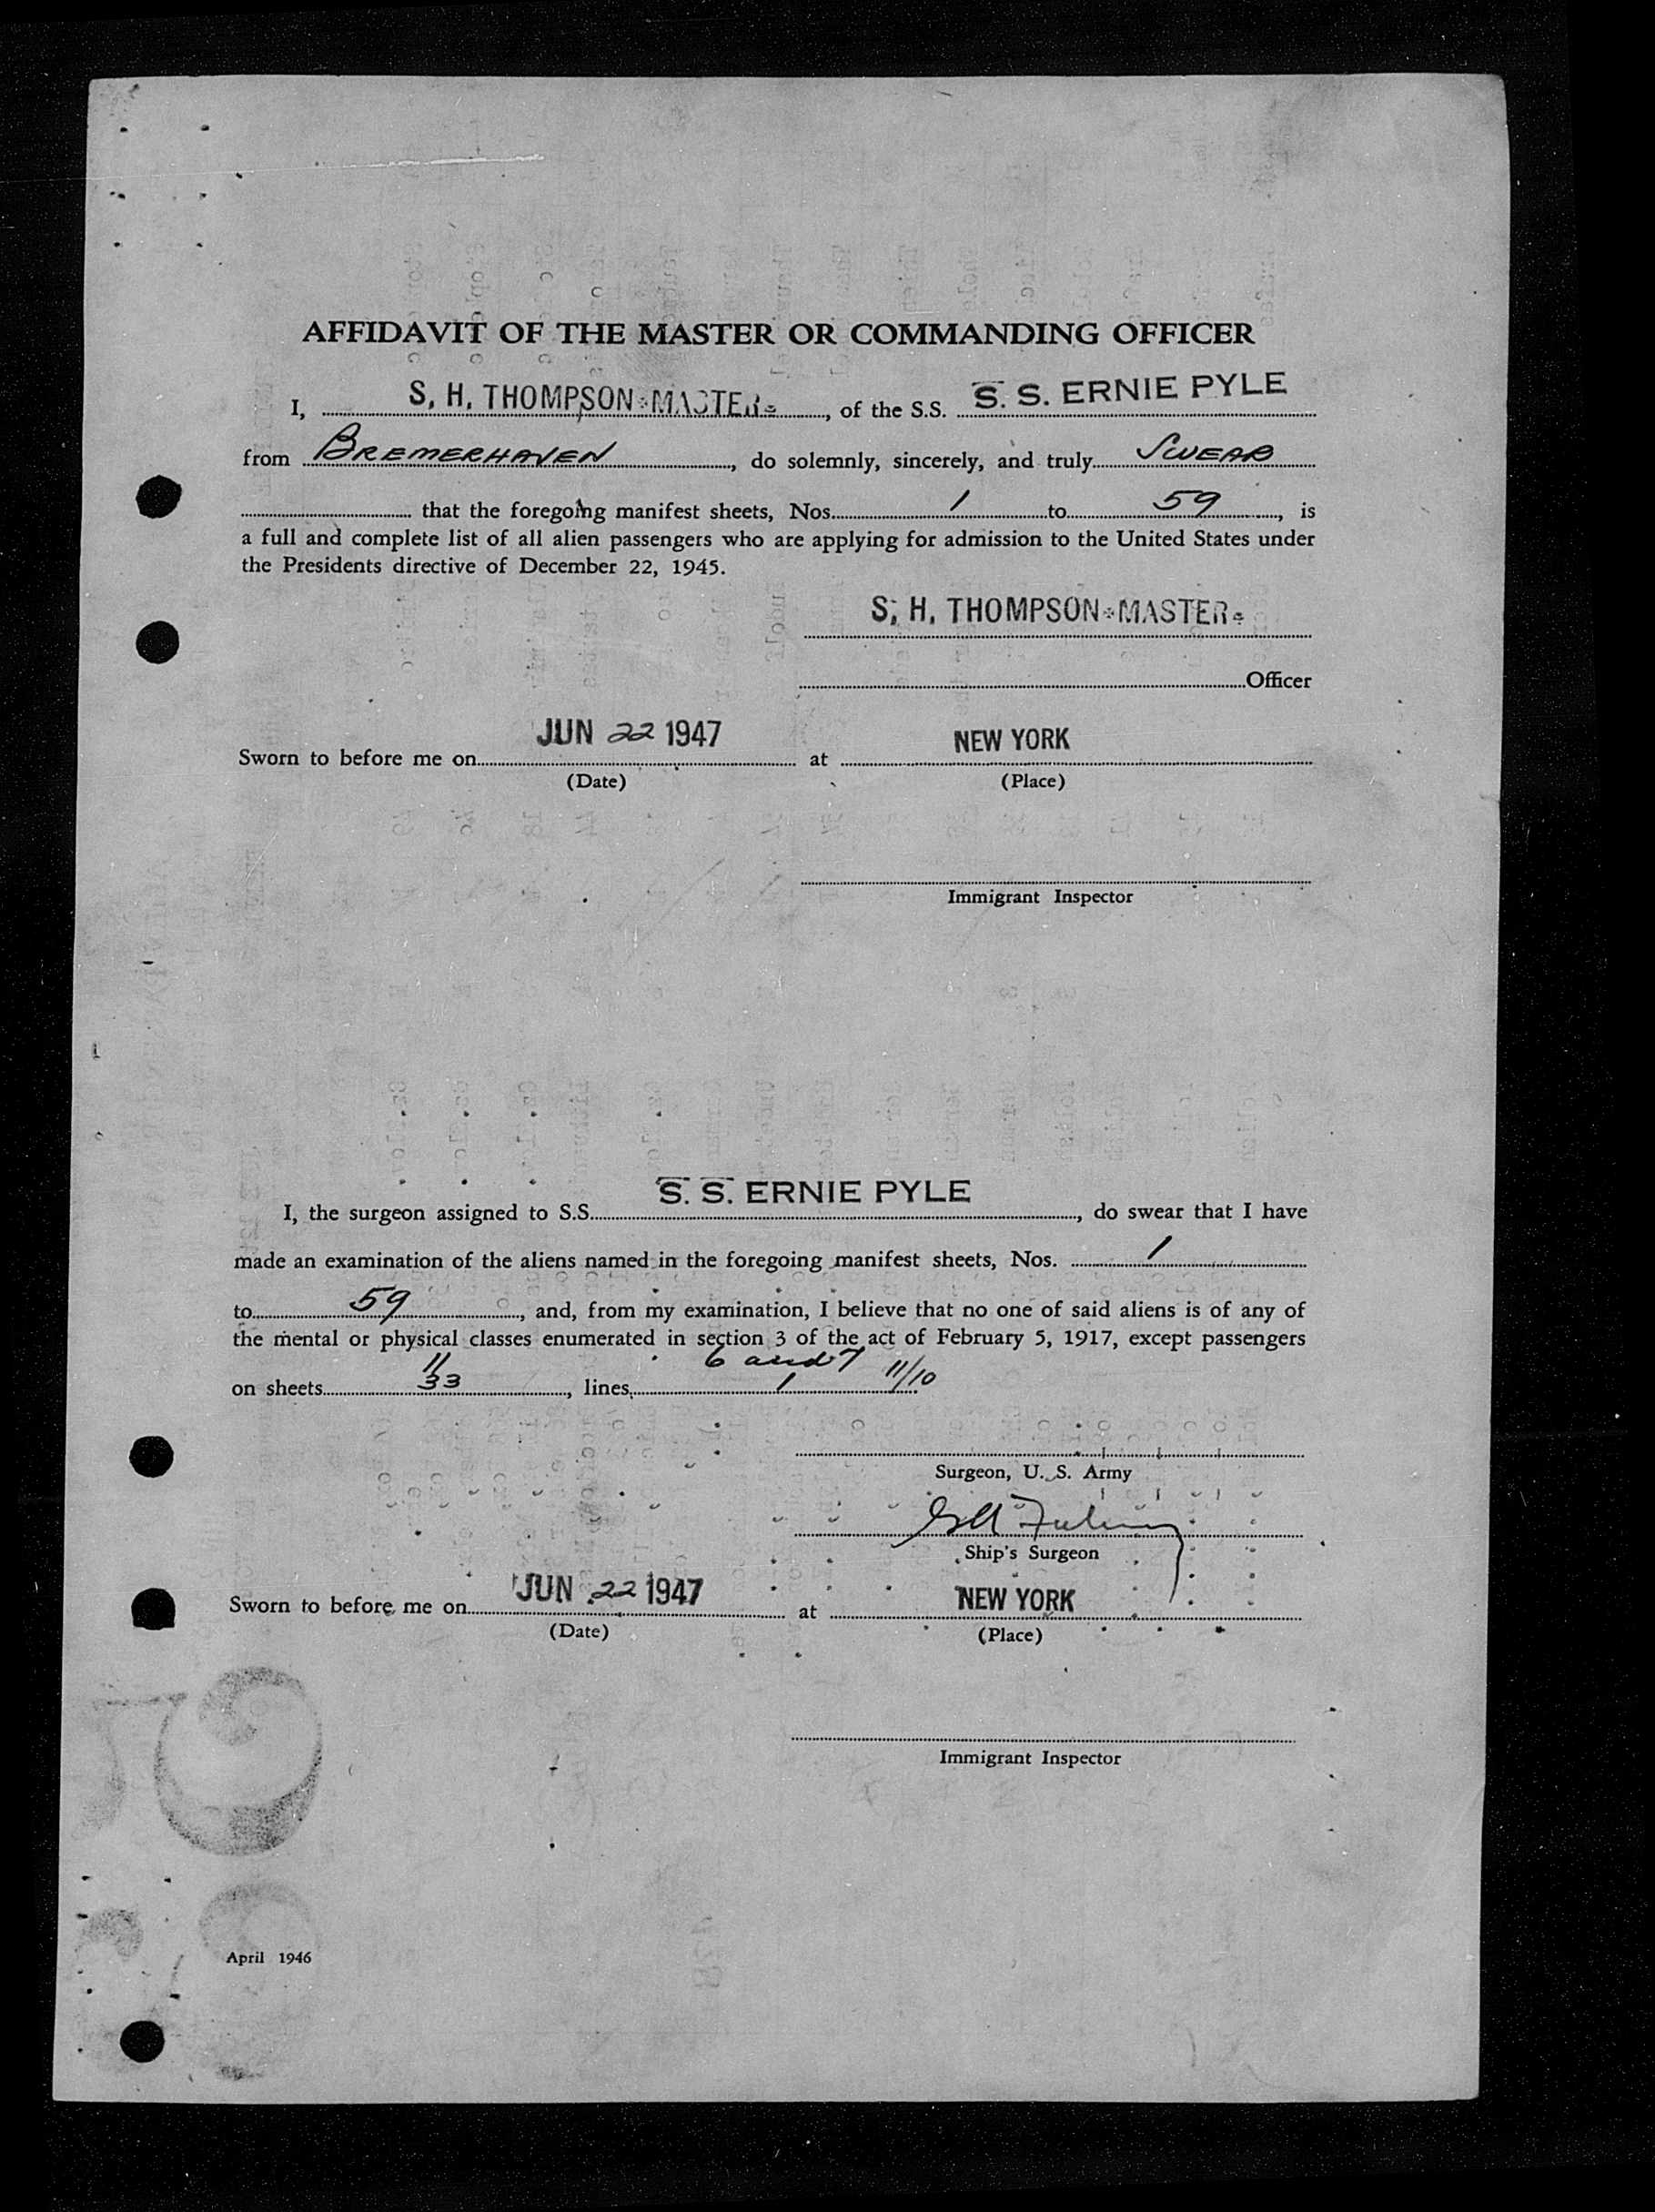 AFFIDAVIT OF THE MASTER OR COMMANDING OFFICER
I, S. H. THOMPSON-MASTER-, of the S.S. S. S. ERNIE PYLE
from BREMERHAVEN, do solemnly, sincerely, and truly SWEAR
that the foregoing manifest sheets, Nos. 1 to 59, is
a full and complete list of all alien passengers who are applying for admission to the United States under
the Presidents directive of December 22, 1945.
S. H. THOMPSON-MASTER-
Officer
Sworn to before me on JUN 22 1947 at NEW YORK
(Date) (Place)
Immigrant Inspector
I, the surgeon assigned to S.S. S. S. ERNIE PYLE, do swear that I have
made an examination of the aliens named in the foregoing manifest sheets, Nos. 1
to 59, and, from my examination, I believe that no one of said aliens is of any of
the mental or physical classes enumerated in section 3 of the act of February 5, 1917, except passengers
11 6 and 7
on sheets 33, lines 1 11/10
Surgeon, U. S. Army
Ship's Surgeon
Sworn to before me on JUN 22 1947 at NEW YORK
(Date) (Place)
Immigrant Inspector
April 1946